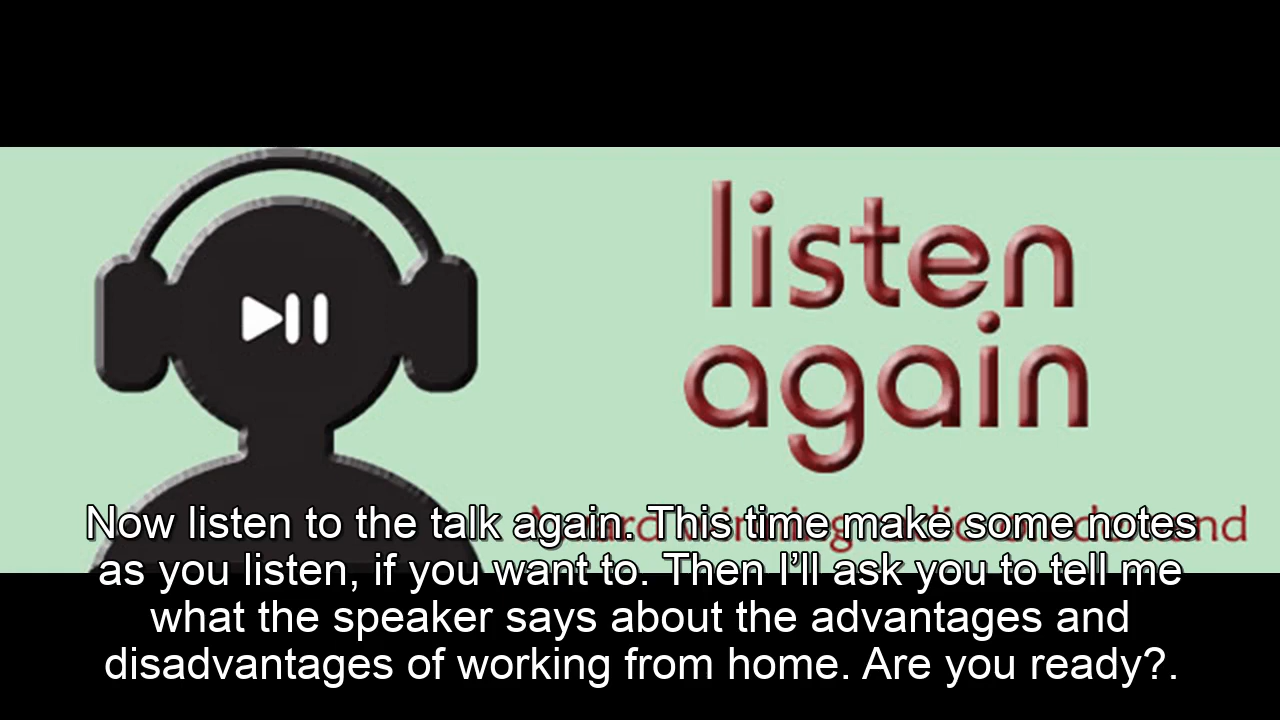 listen
again
Now listen to the talk again. This time make some notes
as you listen, if you want to. Then I’ll ask you to tell me
what the speaker says about the advantages and
disadvantages of working from home. Are you ready?.